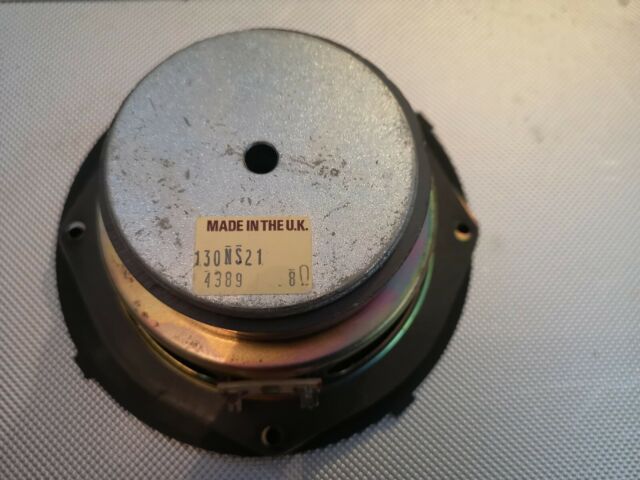 MADE IN THE U.K.
130NS21
4389 8Ω